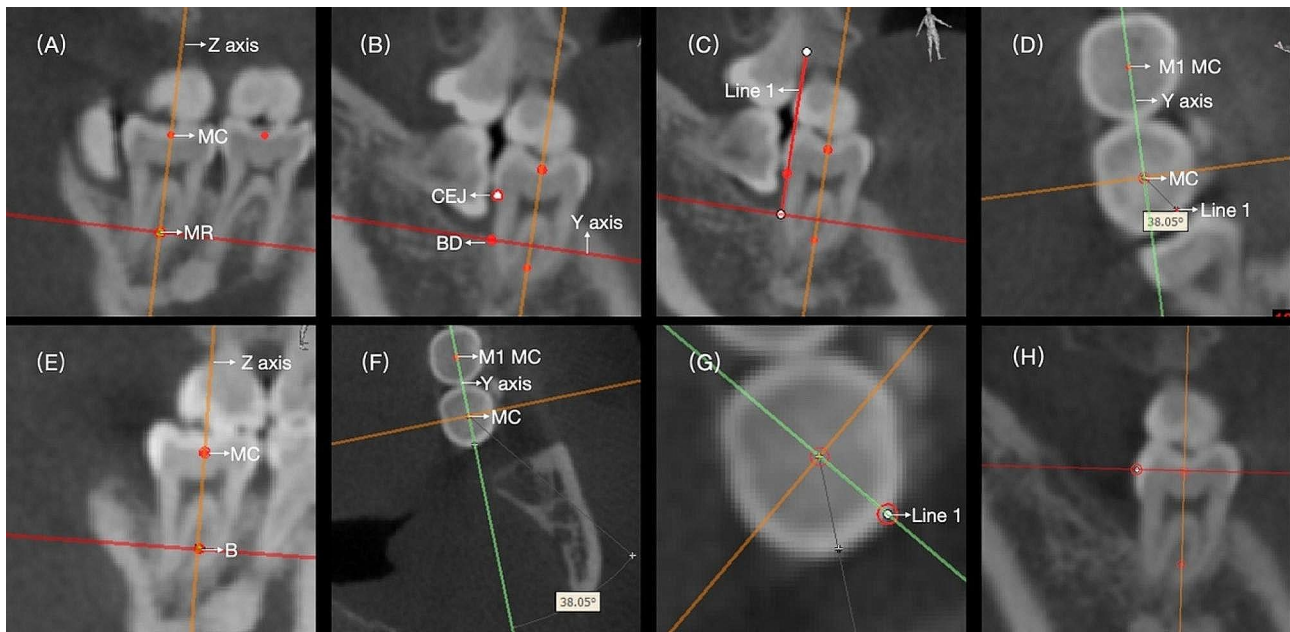 (A)
Z axis
MC
MR
(B)
CEJ
Y axis
BD
(C)
Line 1
(D)
M1 MC
Y axis
MC
Line 1
38.05°
(E)
Z axis
MC
B
(F)
M1 MC
Y axis
MC
38.05°
(G)
Line 1
(H)